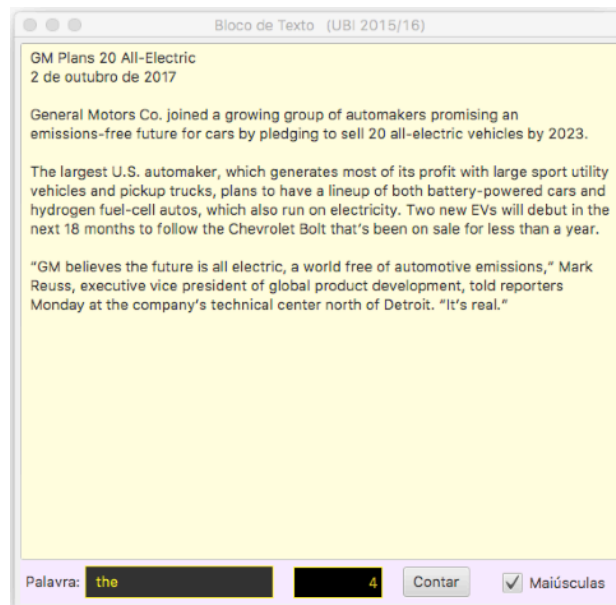 Bloco de Texto (UBI 2015/16)
GM Plans 20 All-Electric
2 de outubro de 2017
General Motors Co. joined a growing group of automakers promising an
emissions-free future for cars by pledging to sell 20 all-electric vehicles by 2023.
The largest U.S. automaker, which generates most of its profit with large sport utility
vehicles and pickup trucks, plans to have a lineup of both battery-powered cars and
hydrogen fuel-cell autos, which also run on electricity. Two new EVs will debut in the
next 18 months to follow the Chevrolet Bolt that’s been on sale for less than a year.
“GM believes the future is all electric, a world free of automotive emissions,” Mark
Reuss, executive vice president of global product development, told reporters
Monday at the company’s technical center north of Detroit. “It’s real.”
Palavra: the 4 Contar Maiúsculas